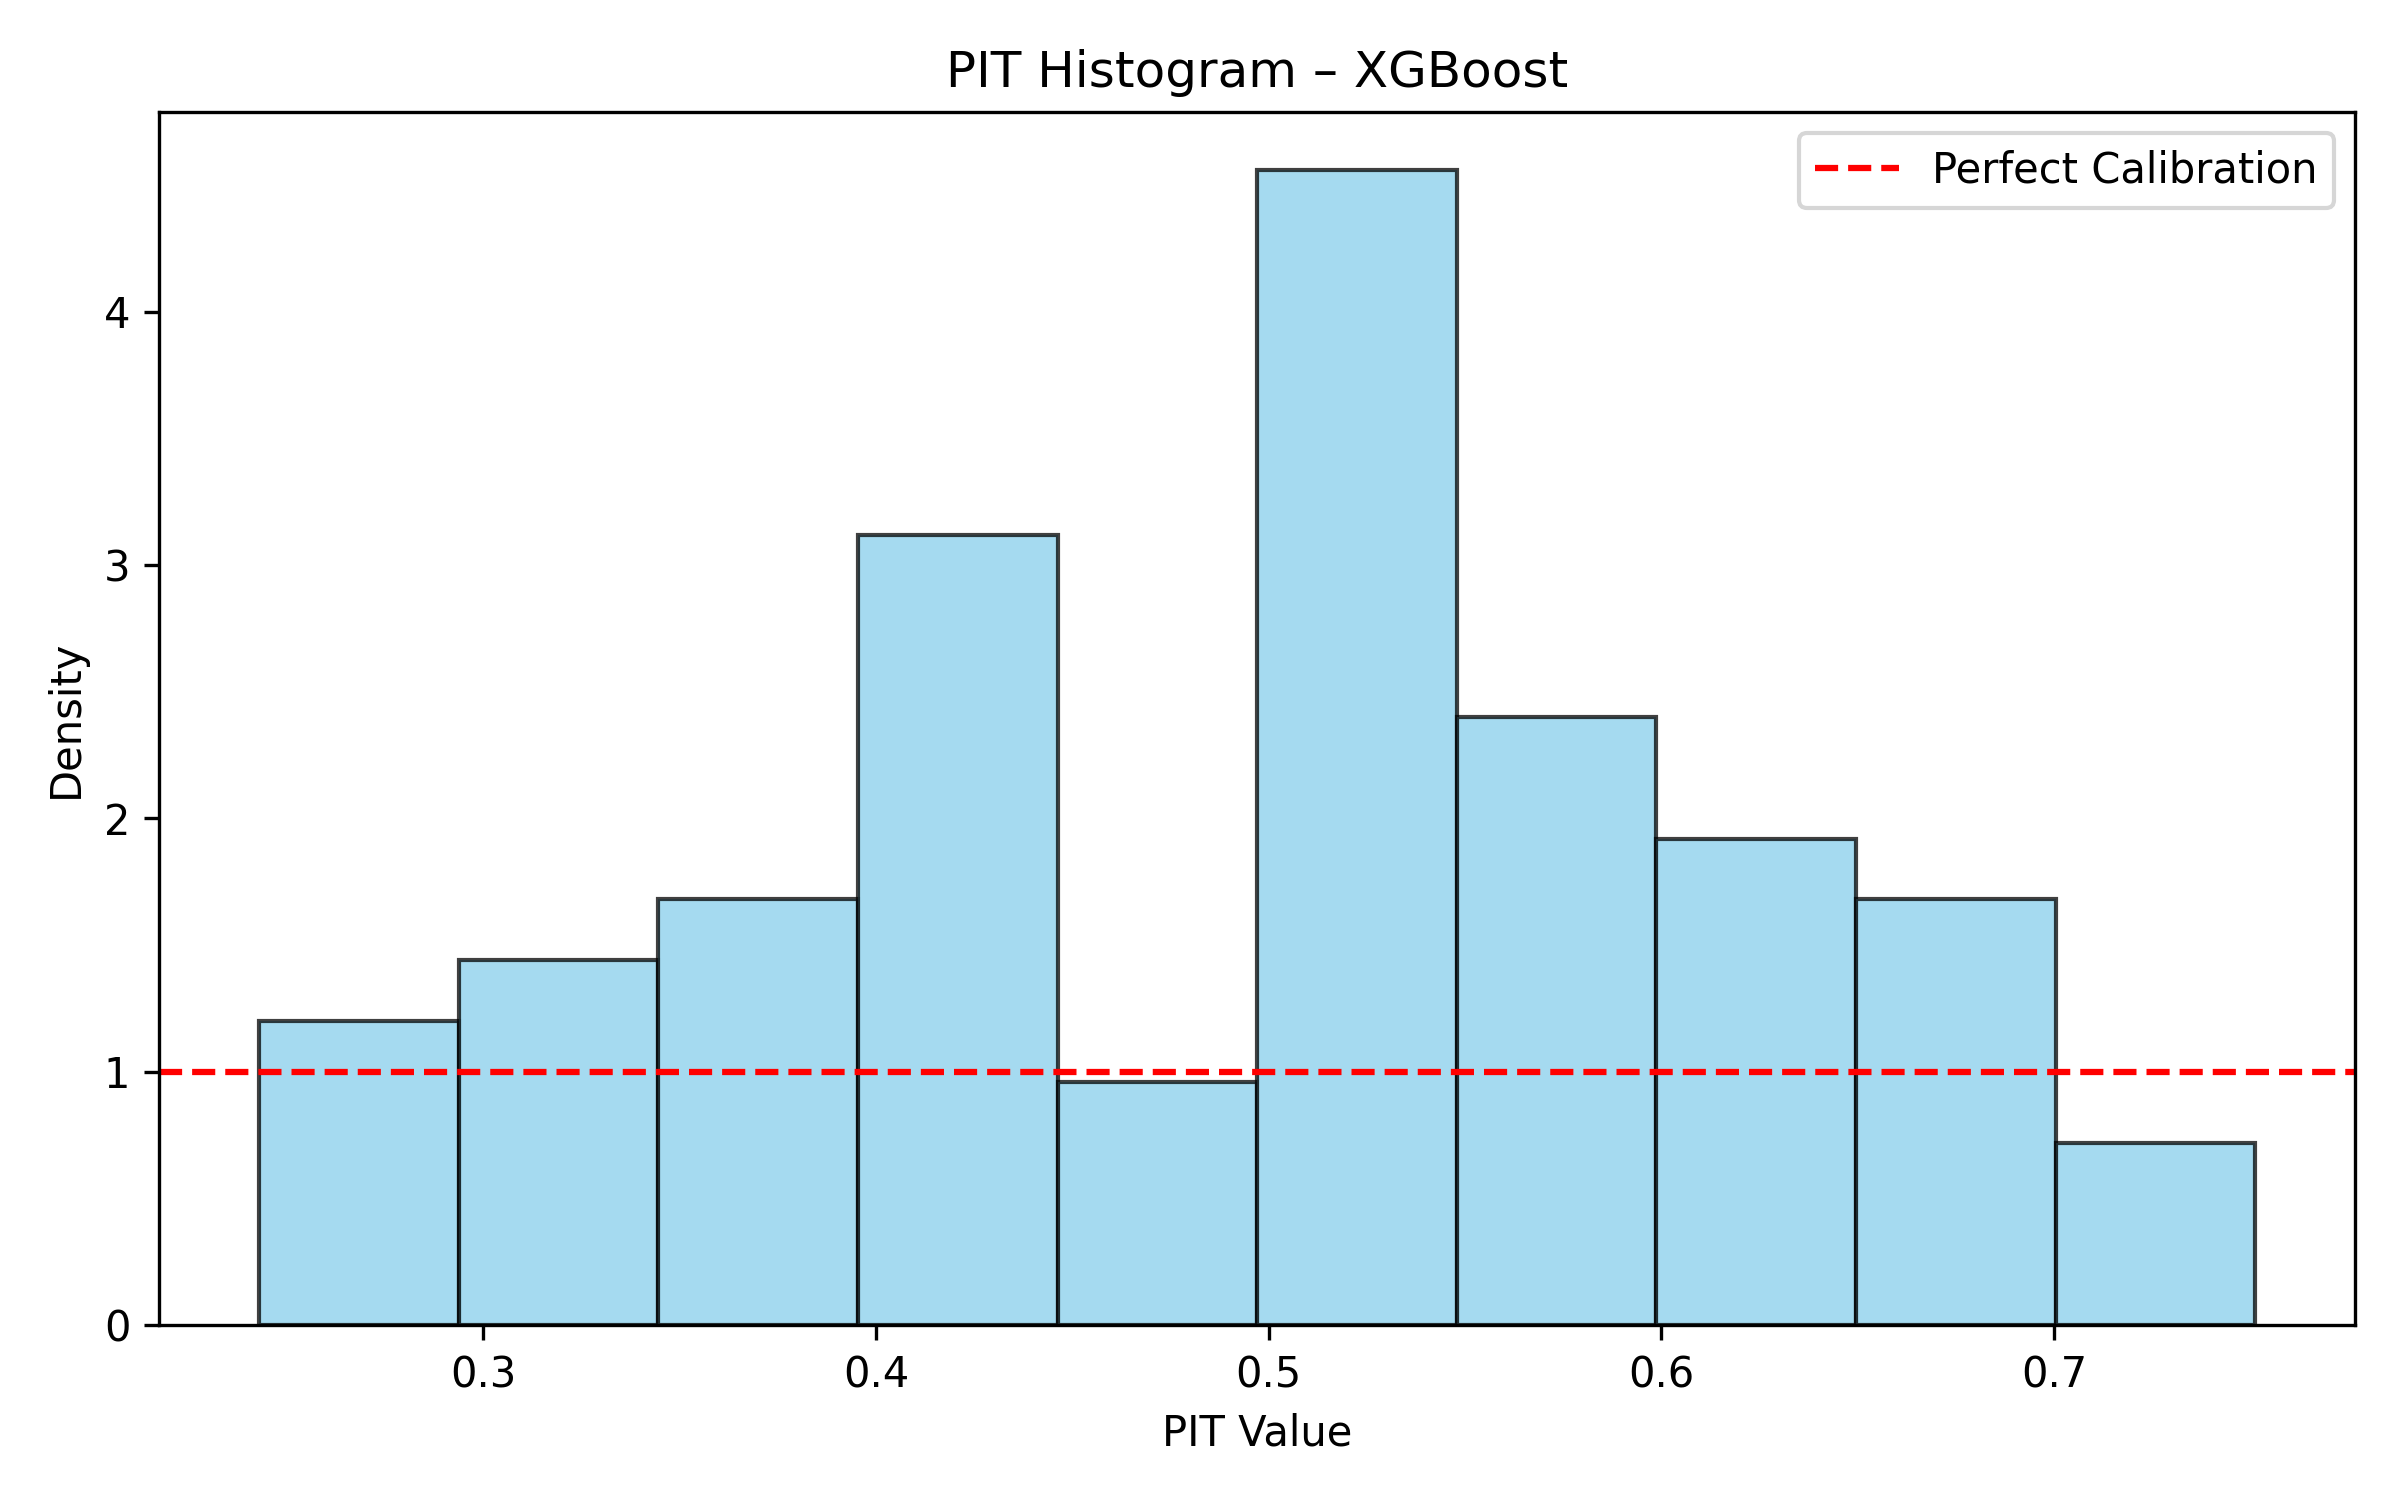 PIT Histogram – XGBoost
Perfect Calibration
4
3
2
1
0
Density
0.3 0.4 0.5 0.6 0.7
PIT Value